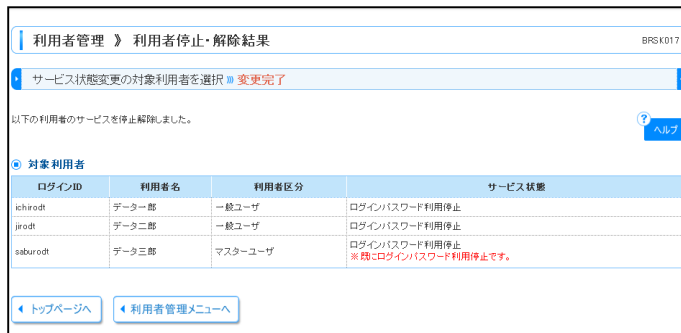 利用者管理 》 利用者停止・解除結果
BRSK017
サービス状態変更の対象利用者を選択 》 変更完了
以下の利用者のサービスを停止解除しました。
? ヘルプ
対象利用者
ログインID 利用者名 利用者区分 サービス状態
ichirodt データ一郎 一般ユーザ ログインパスワード利用停止
jirodt データ二郎 一般ユーザ ログインパスワード利用停止
saburodt データ三郎 マスターユーザ ログインパスワード利用停止
※既にログインパスワード利用停止です。
トップページへ 利用者管理メニューへ